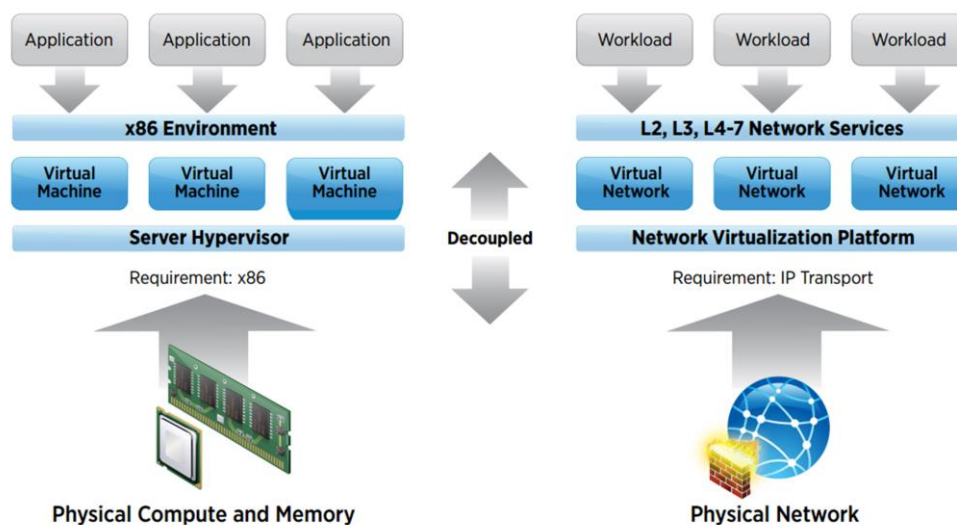 Application Application Application
x86 Environment
Virtual Machine Virtual Machine Virtual Machine
Server Hypervisor
Requirement: x86
Physical Compute and Memory
Decoupled
Workload Workload Workload
L2, L3, L4-7 Network Services
Virtual Network Virtual Network Virtual Network
Network Virtualization Platform
Requirement: IP Transport
Physical Network